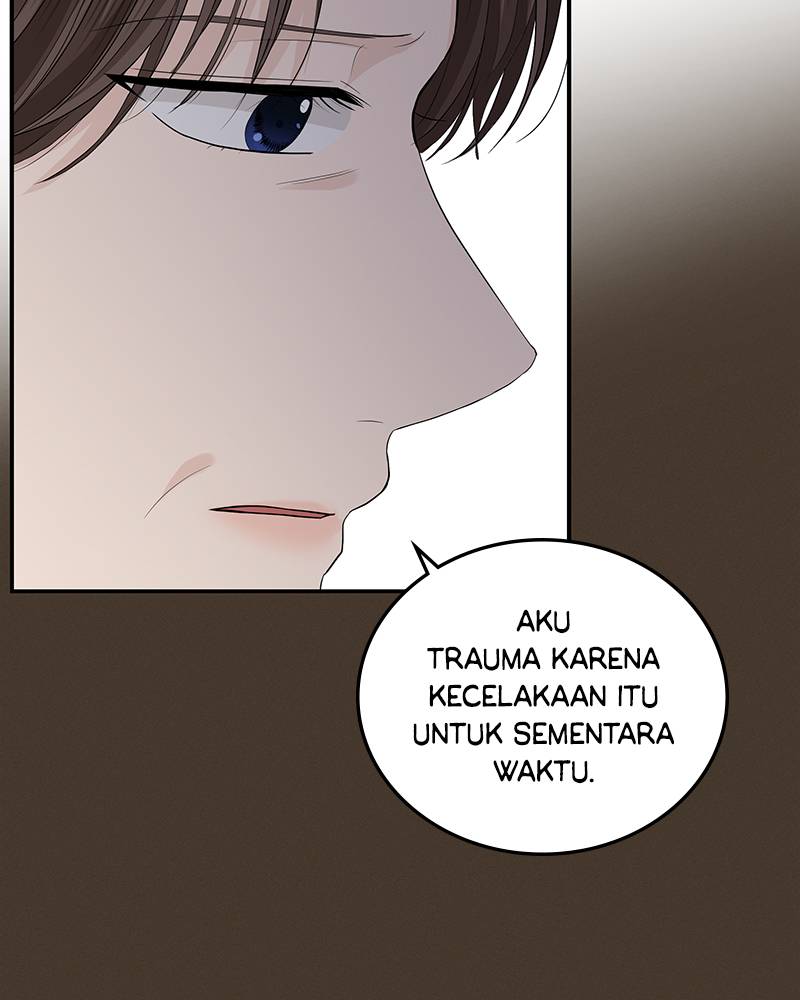 AKU
TRAUMA KARENA
KECELAKAAN ITU
UNTUK SEMENTARA
WAKTU.